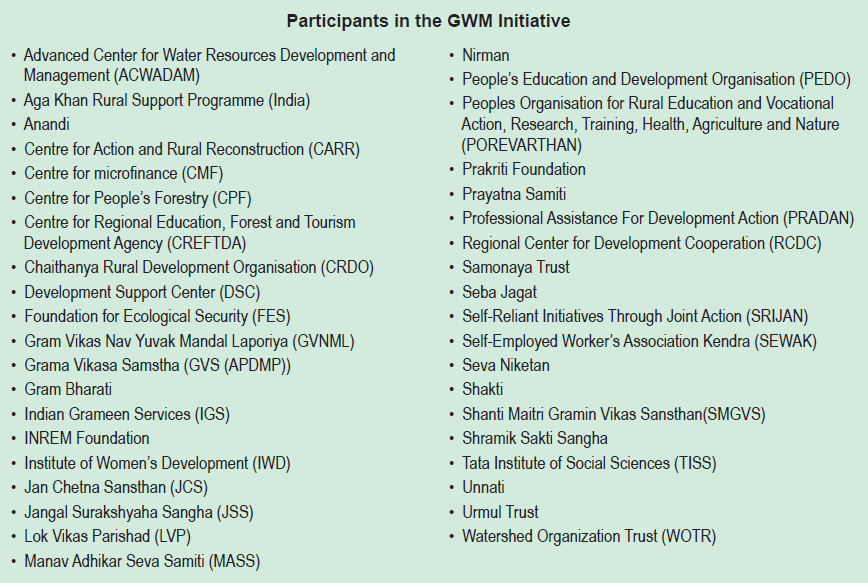 Participants in the GWM Initiative
• Advanced Center for Water Resources Development and
Management (ACWADAM)
• Aga Khan Rural Support Programme (India)
• Anandi
• Centre for Action and Rural Reconstruction (CARR)
• Centre for microfinance (CMF)
• Centre for People's Forestry (CPF)
• Centre for Regional Education, Forest and Tourism
Development Agency (CREFTDA)
• Chaithanya Rural Development Organisation (CRDO)
• Development Support Center (DSC)
• Foundation for Ecological Security (FES)
• Gram Vikas Nav Yuvak Mandal Laporiya (GVNML)
• Grama Vikasa Samstha (GVS (APDMP))
• Gram Bharati
• Indian Grameen Services (IGS)
• INREM Foundation
• Institute of Women's Development (IWD)
• Jan Chetna Sansthan (JCS)
• Jangal Surakshyaha Sangha (JSS)
• Lok Vikas Parishad (LVP)
• Manav Adhikar Seva Samiti (MASS)
• Nirman
• People's Education and Development Organisation (PEDO)
• Peoples Organisation for Rural Education and Vocational
Action, Research, Training, Health, Agriculture and Nature
(POREVARTHAN)
• Prakriti Foundation
• Prayatna Samiti
• Professional Assistance For Development Action (PRADAN)
• Regional Center for Development Cooperation (RCDC)
• Samonaya Trust
• Seba Jagat
• Self-Reliant Initiatives Through Joint Action (SRIJAN)
• Self-Employed Worker's Association Kendra (SEWAK)
• Seva Niketan
• Shakti
• Shanti Maitri Gramin Vikas Sansthan(SMGVS)
• Shramik Sakti Sangha
• Tata Institute of Social Sciences (TISS)
• Unnati
• Urmul Trust
• Watershed Organization Trust (WOTR)